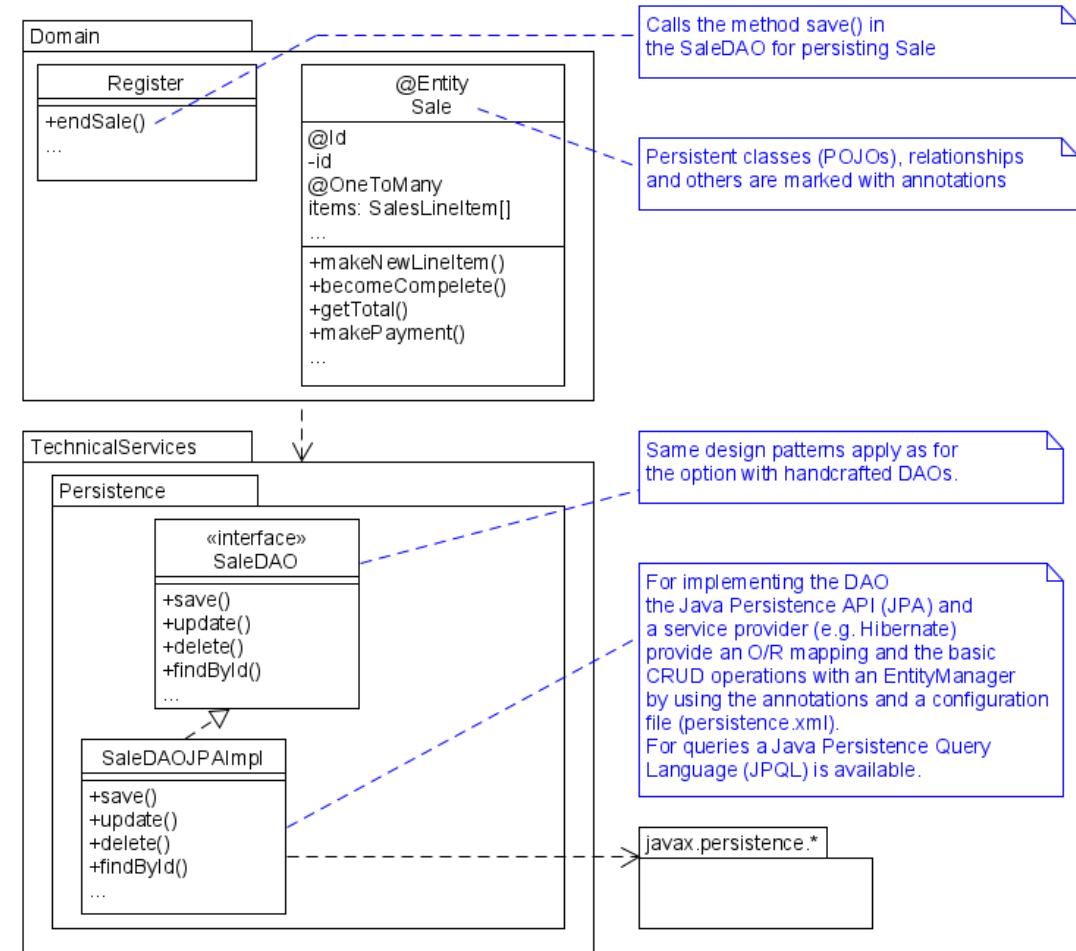 Domain
Register
+endSale()
...
@Entity
Sale
@Id
-id
@OneToMany
items: SalesLineItem[]
...
+makeNewLineItem()
+becomeCompelete()
+getTotal()
+makePayment()
...
Calls the method save() in
the SaleDAO for persisting Sale
Persistent classes (POJOs), relationships
and others are marked with annotations
TechnicalServices
Persistence
«interface»
SaleDAO
+save()
+update()
+delete()
+findById()
...
SaleDAOJPAImpl
+save()
+update()
+delete()
+findById()
...
Same design patterns apply as for
the option with handcrafted DAOs.
For implementing the DAO
the Java Persistence API (JPA) and
a service provider (e.g. Hibernate)
provide an O/R mapping and the basic
CRUD operations with an EntityManager
by using the annotations and a configuration
file (persistence.xml).
For queries a Java Persistence Query
Language (JPQL) is available.
javax.persistence.*